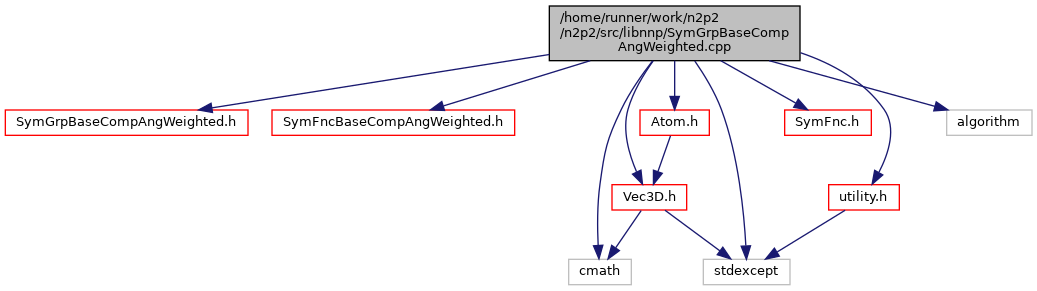 /home/runner/work/n2p2
/n2p2/src/libnnp/SymGrpBaseComp
AngWeighted.cpp
SymGrpBaseCompAngWeighted.h
SymFncBaseCompAngWeighted.h
Atom.h
SymFnc.h
algorithm
Vec3D.h
utility.h
cmath
stdexcept